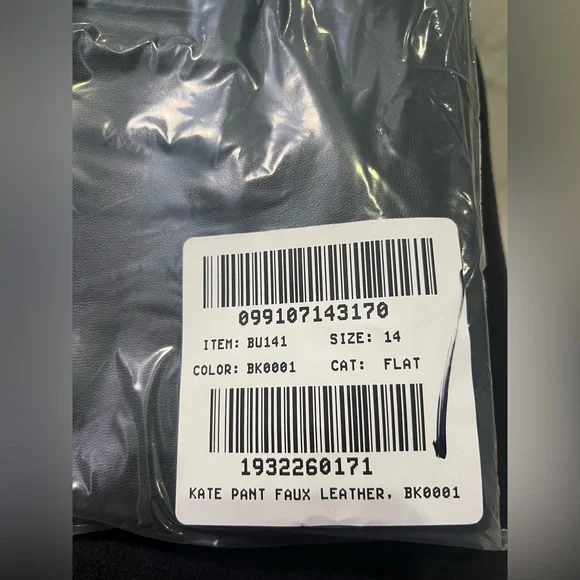 099107143170
ITEM: BU141 SIZE: 14
COLOR: BK0001 CAT: FLAT
1932260171
KATE PANT FAUX LEATHER, BK0001